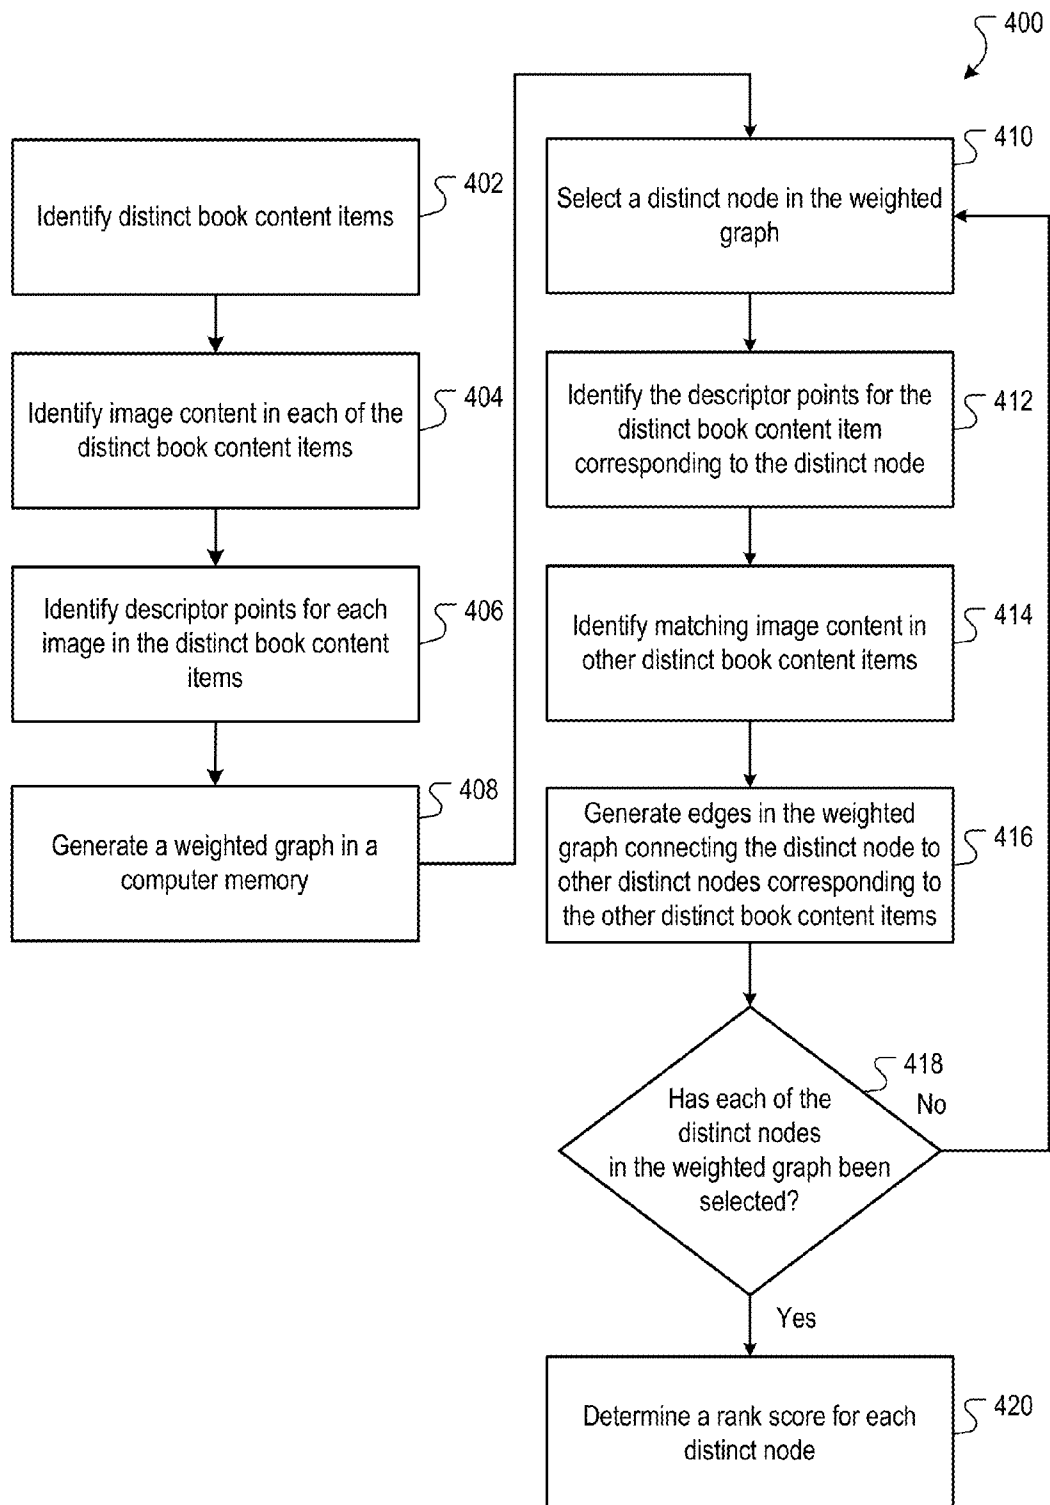 400
Identify distinct book content items
402
Identify image content in each of the
distinct book content items
404
Identify descriptor points for each
image in the distinct book content
items
406
Generate a weighted graph in a
computer memory
408
Select a distinct node in the weighted
graph
410
Identify the descriptor points for the
distinct book content item
corresponding to the distinct node
412
Identify matching image content in
other distinct book content items
414
Generate edges in the weighted
graph connecting the distinct node to
other distinct nodes corresponding to
the other distinct book content items
416
Has each of the
distinct nodes
in the weighted graph been
selected?
418
No
Yes
Determine a rank score for each
distinct node
420